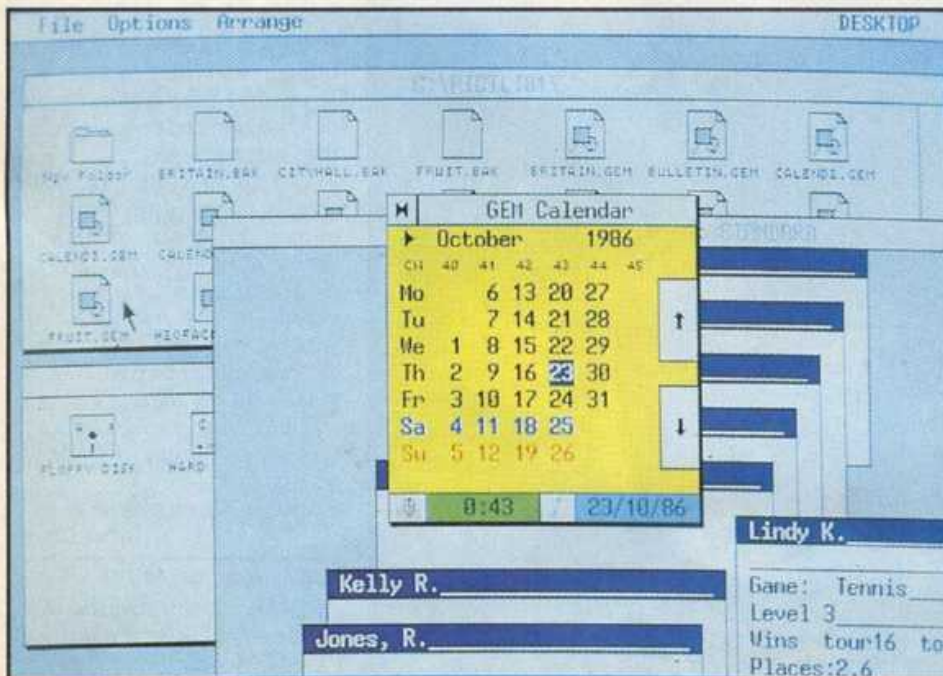 File Options Arrange DESKTOP
New Folder BRITAIN.BAK CITYHALL.BAK FRUIT.BAK BRITAIN.GEM BULLETIN.GEM CALEND1.GEM
GEM Calendar
October 1986
40 41 42 43 44 45
Mo 6 13 20 27
Tu 7 14 21 28
We 1 8 15 22 29
Th 2 9 16 23 30
Fr 3 10 17 24 31
Sa 4 11 18 25
Su 5 12 19 26
0:43 23/10/86
FRUIT.GEM
FLOPPY DISK HARD
Lindy K.
Game: Tennis
Level 3
Wins tour16 to
Places:2,6
Kelly R.
Jones, R.